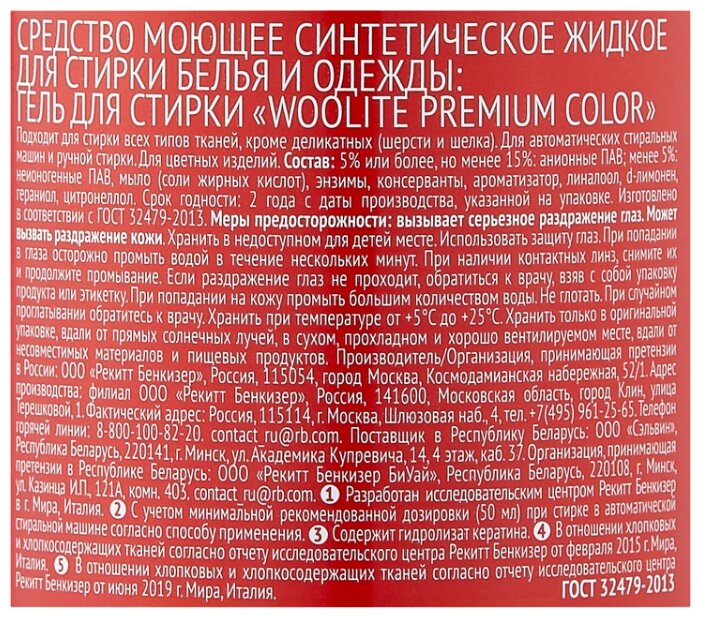 СРЕДСТВО МОЮЩЕЕ СИНТЕТИЧЕСКОЕ ЖИДКОЕ
ДЛЯ СТИРКИ БЕЛЬЯ И ОДЕЖДЫ:
ГЕЛЬ ДЛЯ СТИРКИ «WOOLITE PREMIUM COLOR»
Подходит для стирки всех типов тканей, кроме деликатных (шерсти и шелка). Для автоматических стиральных
машин и ручной стирки. Для цветных изделий. Состав: 5% или более, но менее 15%: анионные ПАВ; менее 5%:
неионогенные ПАВ, мыло (соли жирных кислот), энзимы, консерванты, ароматизатор, линалоол, d-лимонен,
гераниол, цитронеллол. Срок годности: 2 года с даты производства, указанной на упаковке. Изготовлено
в соответствии с ГОСТ 32479-2013. Меры предосторожности: вызывает серьезное раздражение глаз. Может
вызвать раздражение кожи. Хранить в недоступном для детей месте. Использовать защиту глаз. При попадании
в глаза осторожно промыть водой в течение нескольких минут. При наличии контактных линз, снимите их
и продолжите промывание. Если раздражение глаз не проходит, обратиться к врачу, взяв с собой упаковку
продукта или этикетку. При попадании на кожу промыть большим количеством воды. Не глотать. При случайном
проглатывании обратитесь к врачу. Хранить при температуре от +5°С до +25°С. Хранить только в оригинальной
упаковке, вдали от прямых солнечных лучей, в сухом, прохладном и хорошо вентилируемом месте, вдали от
несовместимых материалов и пищевых продуктов. Производитель/Организация, принимающая претензии
в России: ООО «Рекитт Бенкизер», Россия, 115054, город Москва, Космодамианская набережная, 52/1. Адрес
производства: филиал ООО «Рекитт Бенкизер», Россия, 141600, Московская область, город Клин, улица
Терешковой, 1. Фактический адрес: Россия, 115114, г. Москва, Шлюзовая наб., 4, тел. +7(495) 961-25-65. Телефон
горячей линии: 8-800-100-82-20. contact_ru@rb.com. Поставщик в Республику Беларусь: ООО «Сэльвин»,
Республика Беларусь, 220141, г. Минск, ул. Академика Купревича, 14, 4 этаж, каб. 37. Организация, принимающая
претензии в Республике Беларусь: ООО «Рекитт Бенкизер БиУай», Республика Беларусь, 220108, г. Минск,
ул. Казинца И.П., 121А, комн. 403. contact_ru@rb.com. 1 Разработан исследовательским центром Рекитт Бенкизер
в г. Мира, Италия. 2 С учетом минимальной рекомендованной дозировки (50 мл) при стирке в автоматической
стиральной машине согласно способу применения. 3 Содержит гидролизат кератина. 4 В отношении хлопковых
и хлопкосодержащих тканей согласно отчету исследовательского центра Рекитт Бенкизер от февраля 2015 г. Мира,
Италия. 5 В отношении хлопковых и хлопкосодержащих тканей согласно отчету исследовательского центра
Рекитт Бенкизер от июня 2019 г. Мира, Италия.
ГОСТ 32479-2013